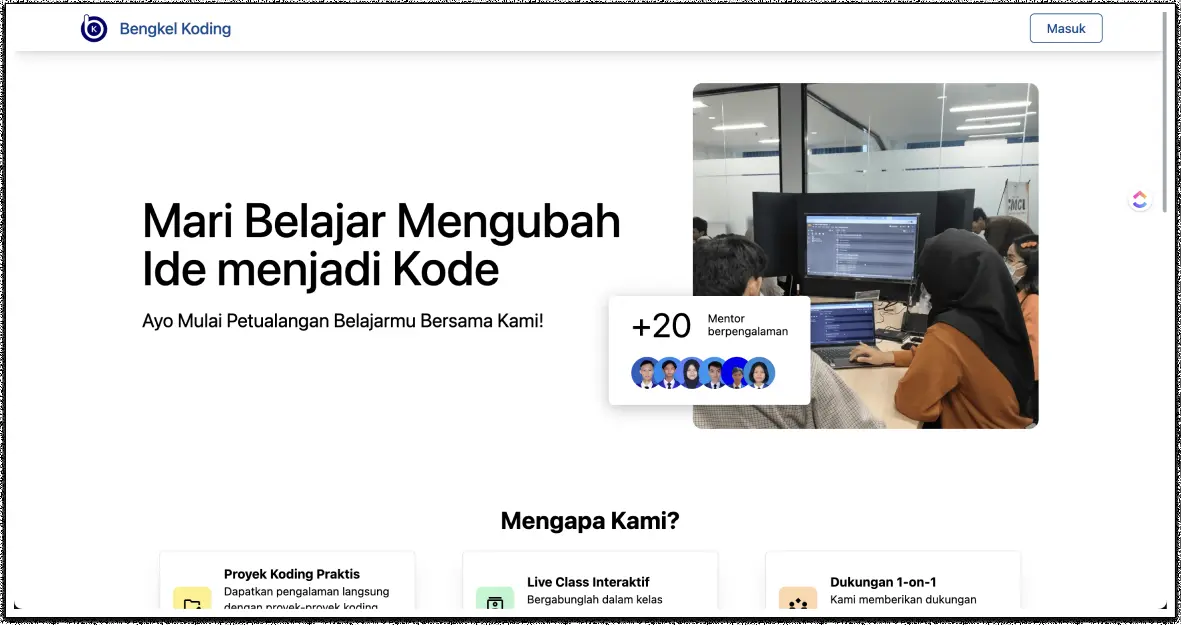 Bengkel Koding
Masuk
Mari Belajar Mengubah
Ide menjadi Kode
Ayo Mulai Petualangan Belajarmu Bersama Kami!
+20
Mentor
berpengalaman
Mengapa Kami?
Proyek Koding Praktis
Dapatkan pengalaman langsung
dengan proyek-proyek koding
Live Class Interaktif
Bergabunglah dalam kelas
Dukungan 1-on-1
Kami memberikan dukungan